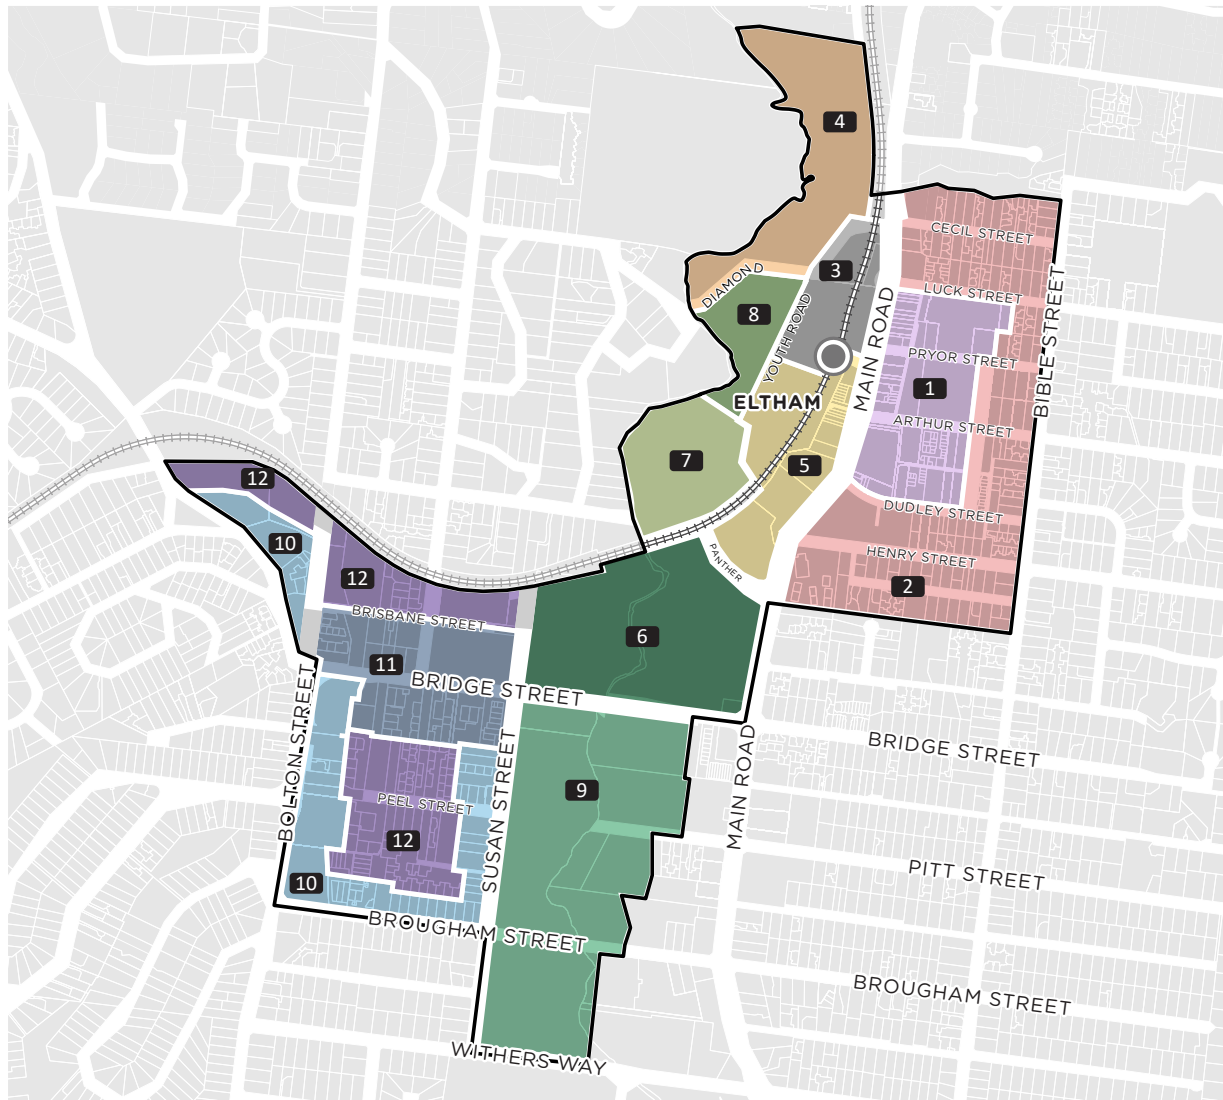 4
CECIL STREET
3
DIAMOND
LUCK STREET
8
YOUTH ROAD
MAIN ROAD
BIBLE STREET
PRYOR STREET
1
ELTHAM
ARTHUR STREET
7
5
12
DUDLEY STREET
10
PANTHER
HENRY STREET
12
2
BRISBANE STREET
6
11
BRIDGE STREET
BOLTON STREET
SUSAN STREET
MAIN ROAD
BRIDGE STREET
9
PEEL STREET
12
10
PITT STREET
BROUGHAM STREET
BROUGHAM STREET
WITHERS WAY